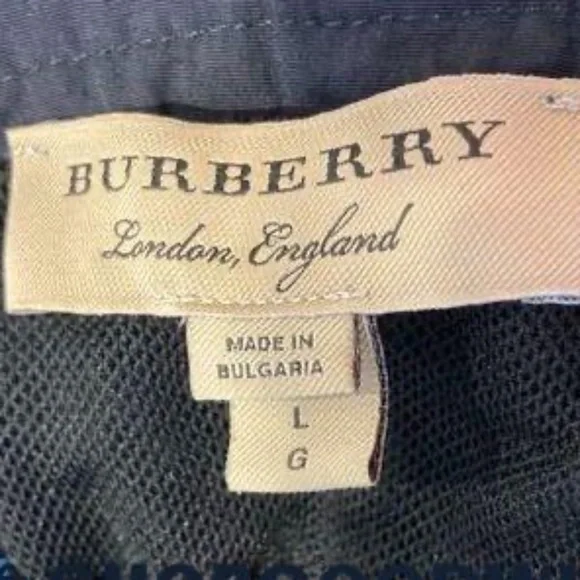 BURBERRY
London, England
MADE IN
BULGARIA
L
G